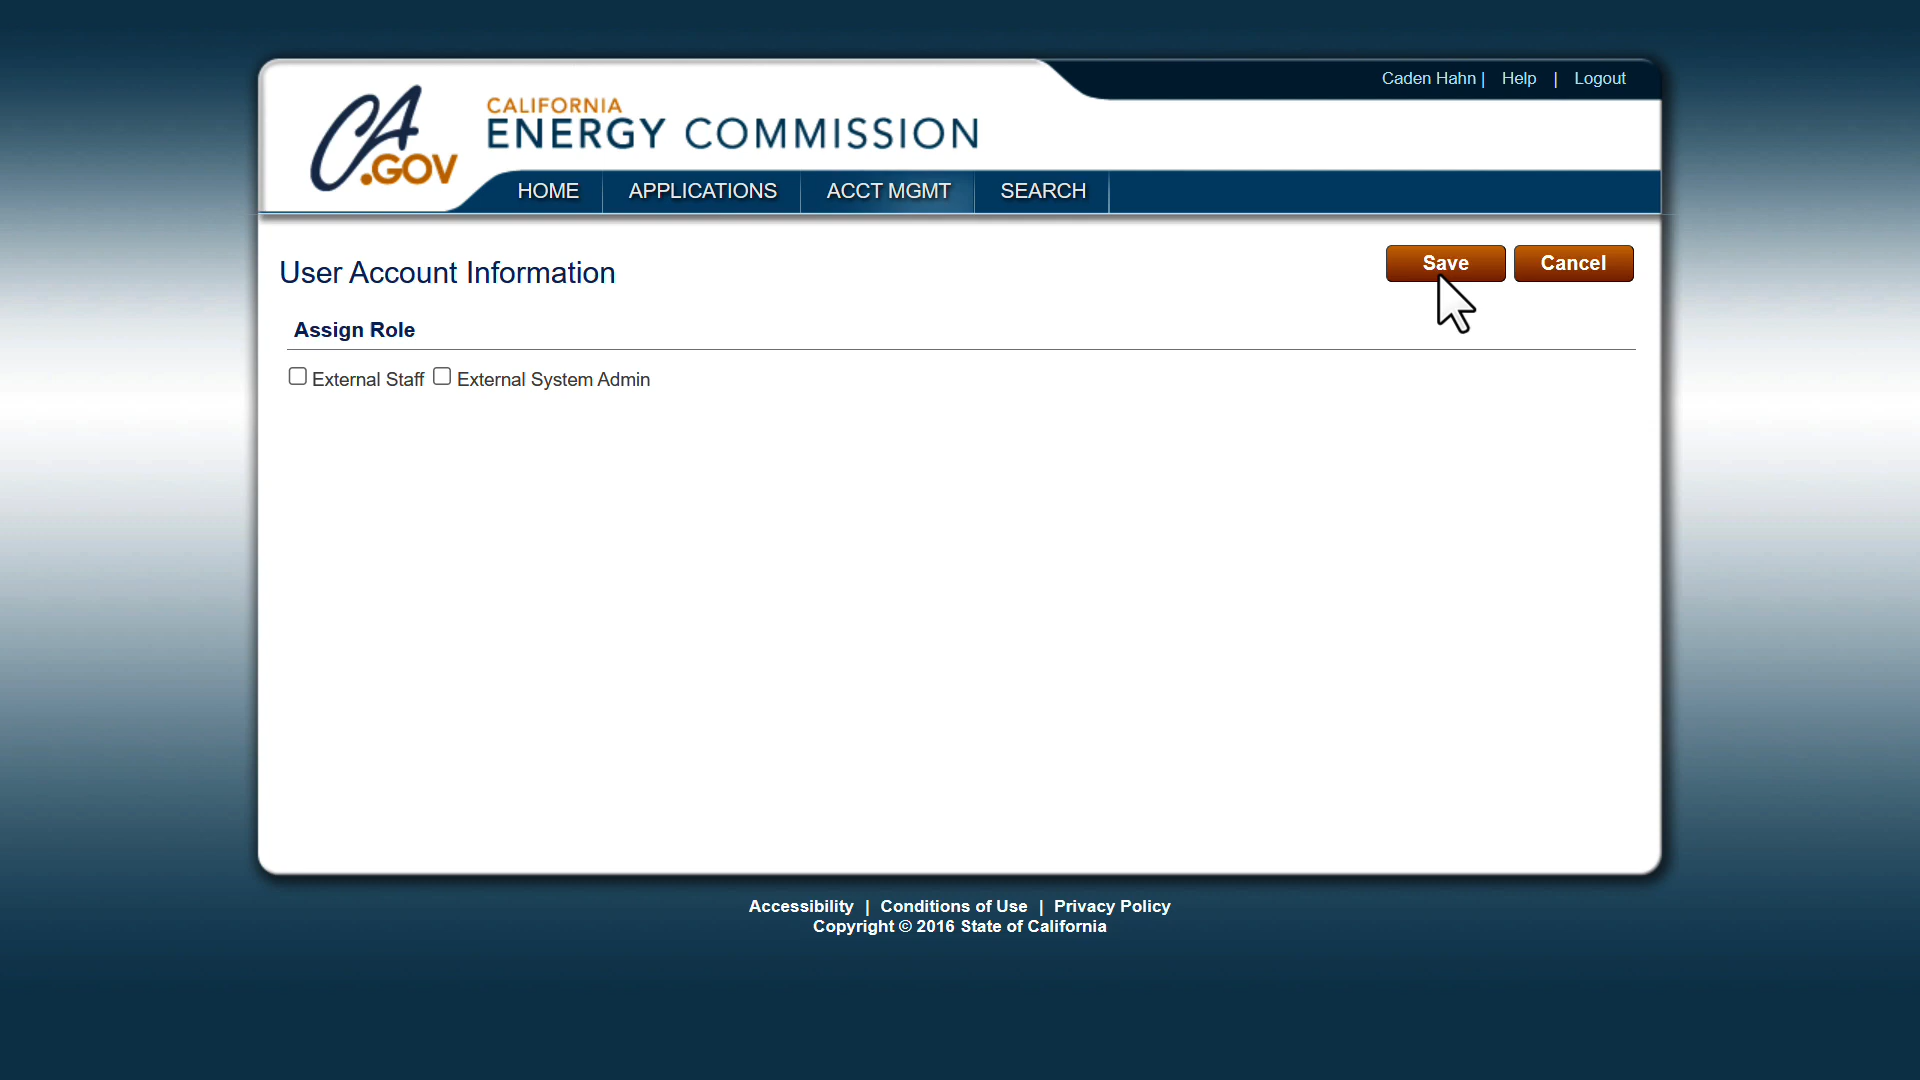 Caden Hahn | Help | Logout
CA.GOV
CALIFORNIA
ENERGY COMMISSION
HOME APPLICATIONS ACCT MGMT SEARCH
User Account Information
Save Cancel
Assign Role
External Staff External System Admin
Accessibility | Conditions of Use | Privacy Policy
Copyright © 2016 State of California